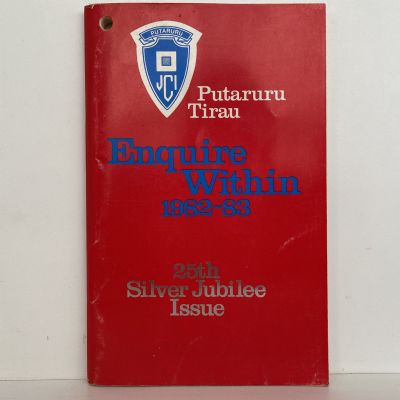 PUTARURU
JCI
Putaruru
Tirau
Enquire
Within
1982-83
25th
Silver Jubilee
Issue